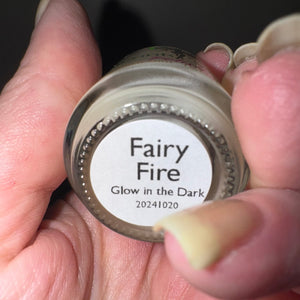 Fairy
Fire
Glow in the Dark
20241020